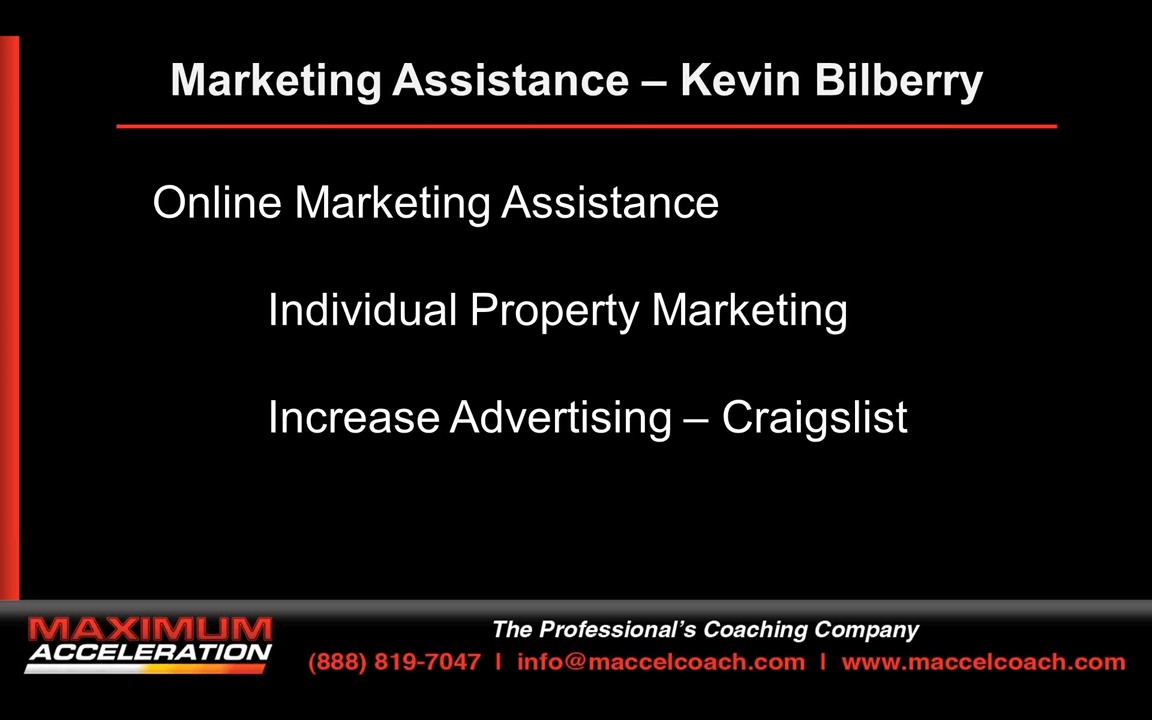 Marketing Assistance – Kevin Bilberry
Online Marketing Assistance
Individual Property Marketing
Increase Advertising – Craigslist
MAXIMUM
ACCELERATION
The Professional's Coaching Company
(888) 819-7047 | info@maccelcoach.com | www.maccelcoach.com